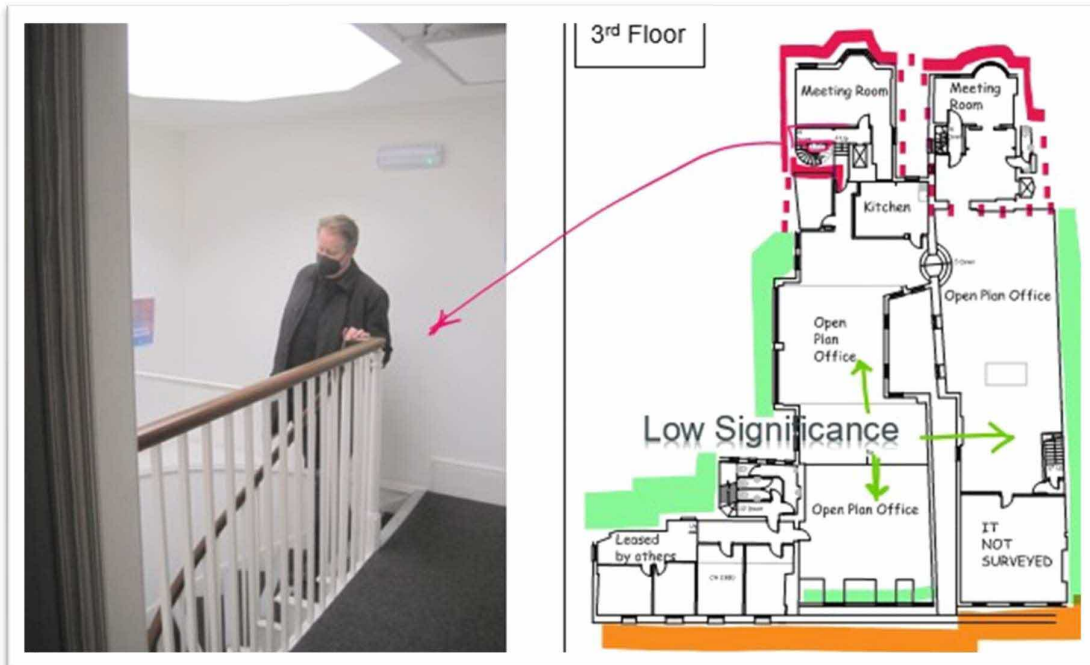 3rd Floor
Meeting Room
Meeting
Room
Kitchen
Open Plan Office
Open
Plan
Office
Low Significance
Open Plan Office
Leased
by others
IT
NOT
SURVEYED